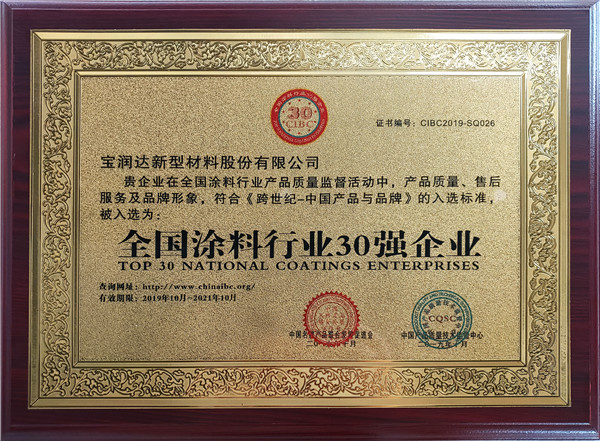 30
CIBC
证书编号：CIBC2019-SQ026
宝润达新型材料股份有限公司
贵企业在全国涂料行业产品质量监督活动中，产品质量、售后
服务及品牌形象，符合《跨世纪-中国产品与品牌》的入选标准，
被入选为：
全国涂料行业30强企业
TOP 30 NATIONAL COATINGS ENTERPRISES
查询网址：http://www.chinaibc.org/
有效期限：2019年10月-2021年10月
CQSC